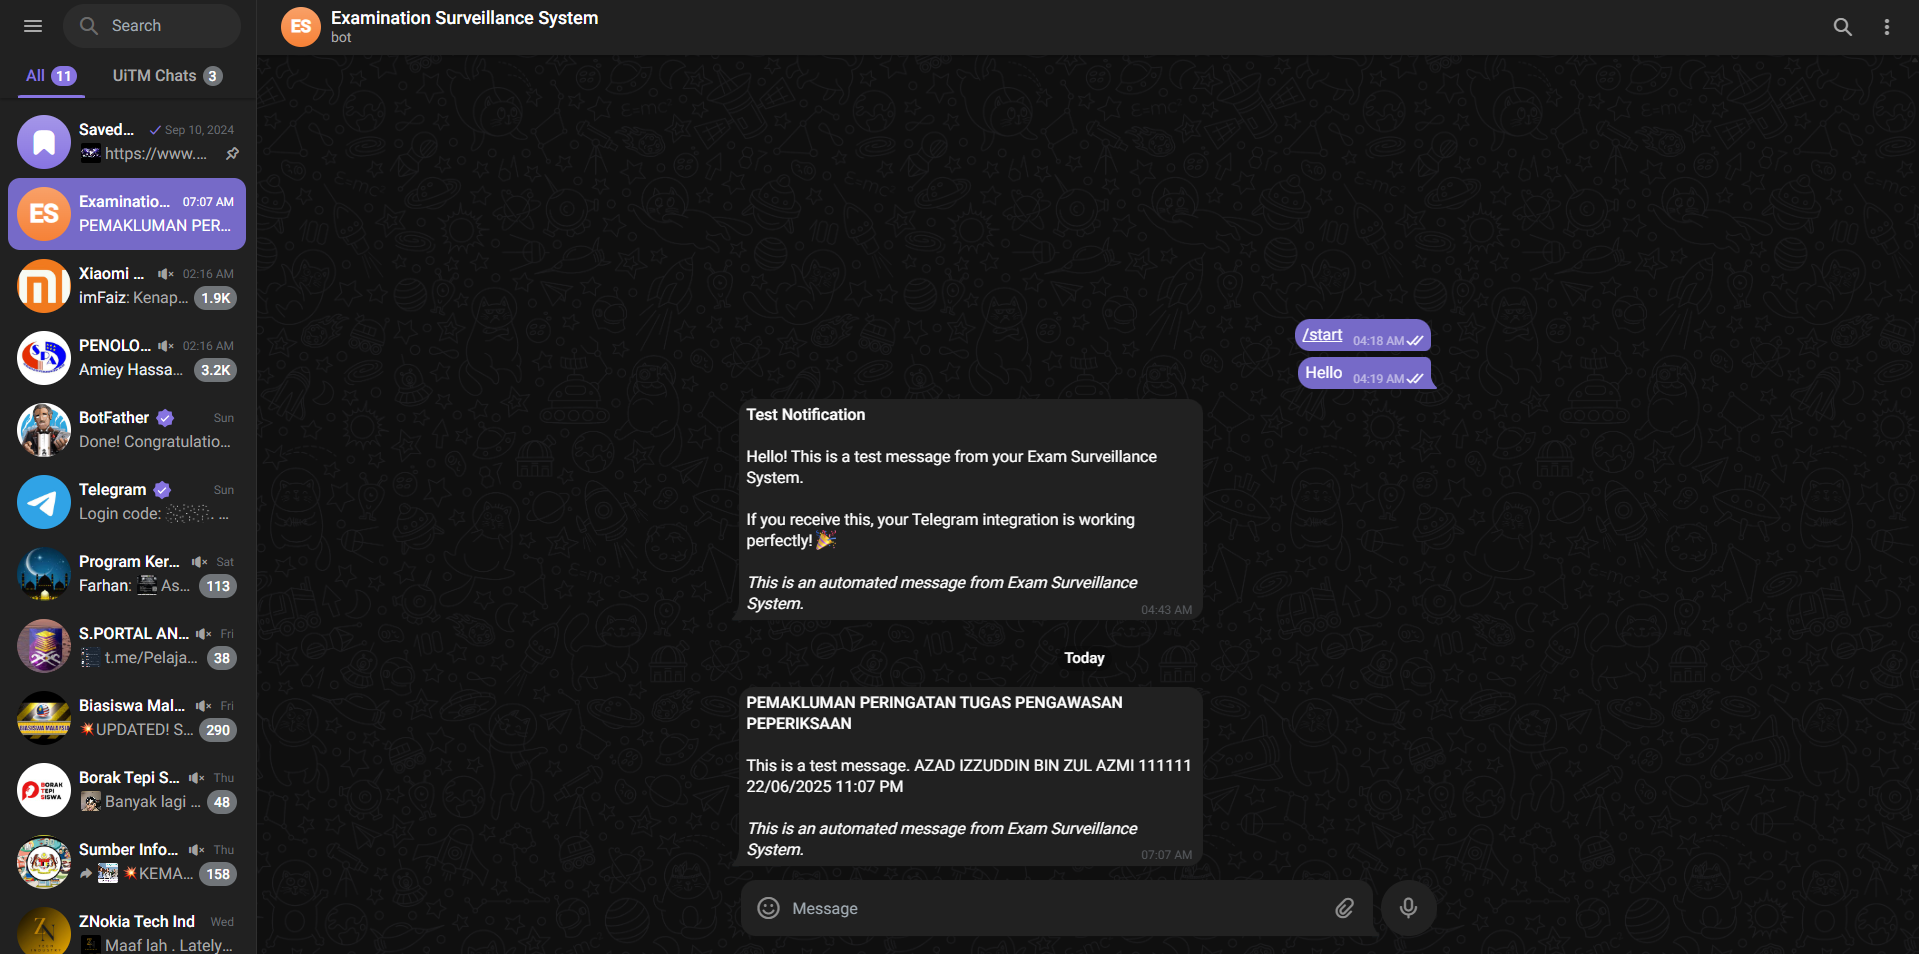 Search
All 11
UiTM Chats 3
Saved... Sep 10, 2024
https://www....
ES
Examinatio... 07:07 AM
PEMAKLUMAN PER...
Xiaomi ... 02:16 AM
imFaiz: Kenap... 1.9K
PENOLO... 02:16 AM
Amiey Hassa... 3.2K
BotFather Sun
Done! Congratulatio...
Telegram Sun
Login code: . ...
Program Ker... Sat
Farhan: As... 113
S.PORTAL AN... Fri
t.me/Pelaja... 38
Biasiswa Mal... Fri
💥UPDATED! S... 290
Borak Tepi S... Thu
Banyak lagi ... 48
Sumber Info... Thu
💥KEMA... 158
ZNokia Tech Ind Wed
Maaf lah . Lately...
ES
Examination Surveillance System
bot
/start 04:18 AM
Hello 04:19 AM
Test Notification
Hello! This is a test message from your Exam Surveillance
System.
If you receive this, your Telegram integration is working
perfectly! 🎉
This is an automated message from Exam Surveillance
System.
04:43 AM
Today
PEMAKLUMAN PERINGATAN TUGAS PENGAWASAN
PEPERIKSAAN
This is a test message. AZAD IZZUDDIN BIN ZUL AZMI 111111
22/06/2025 11:07 PM
This is an automated message from Exam Surveillance
System.
07:07 AM
Message